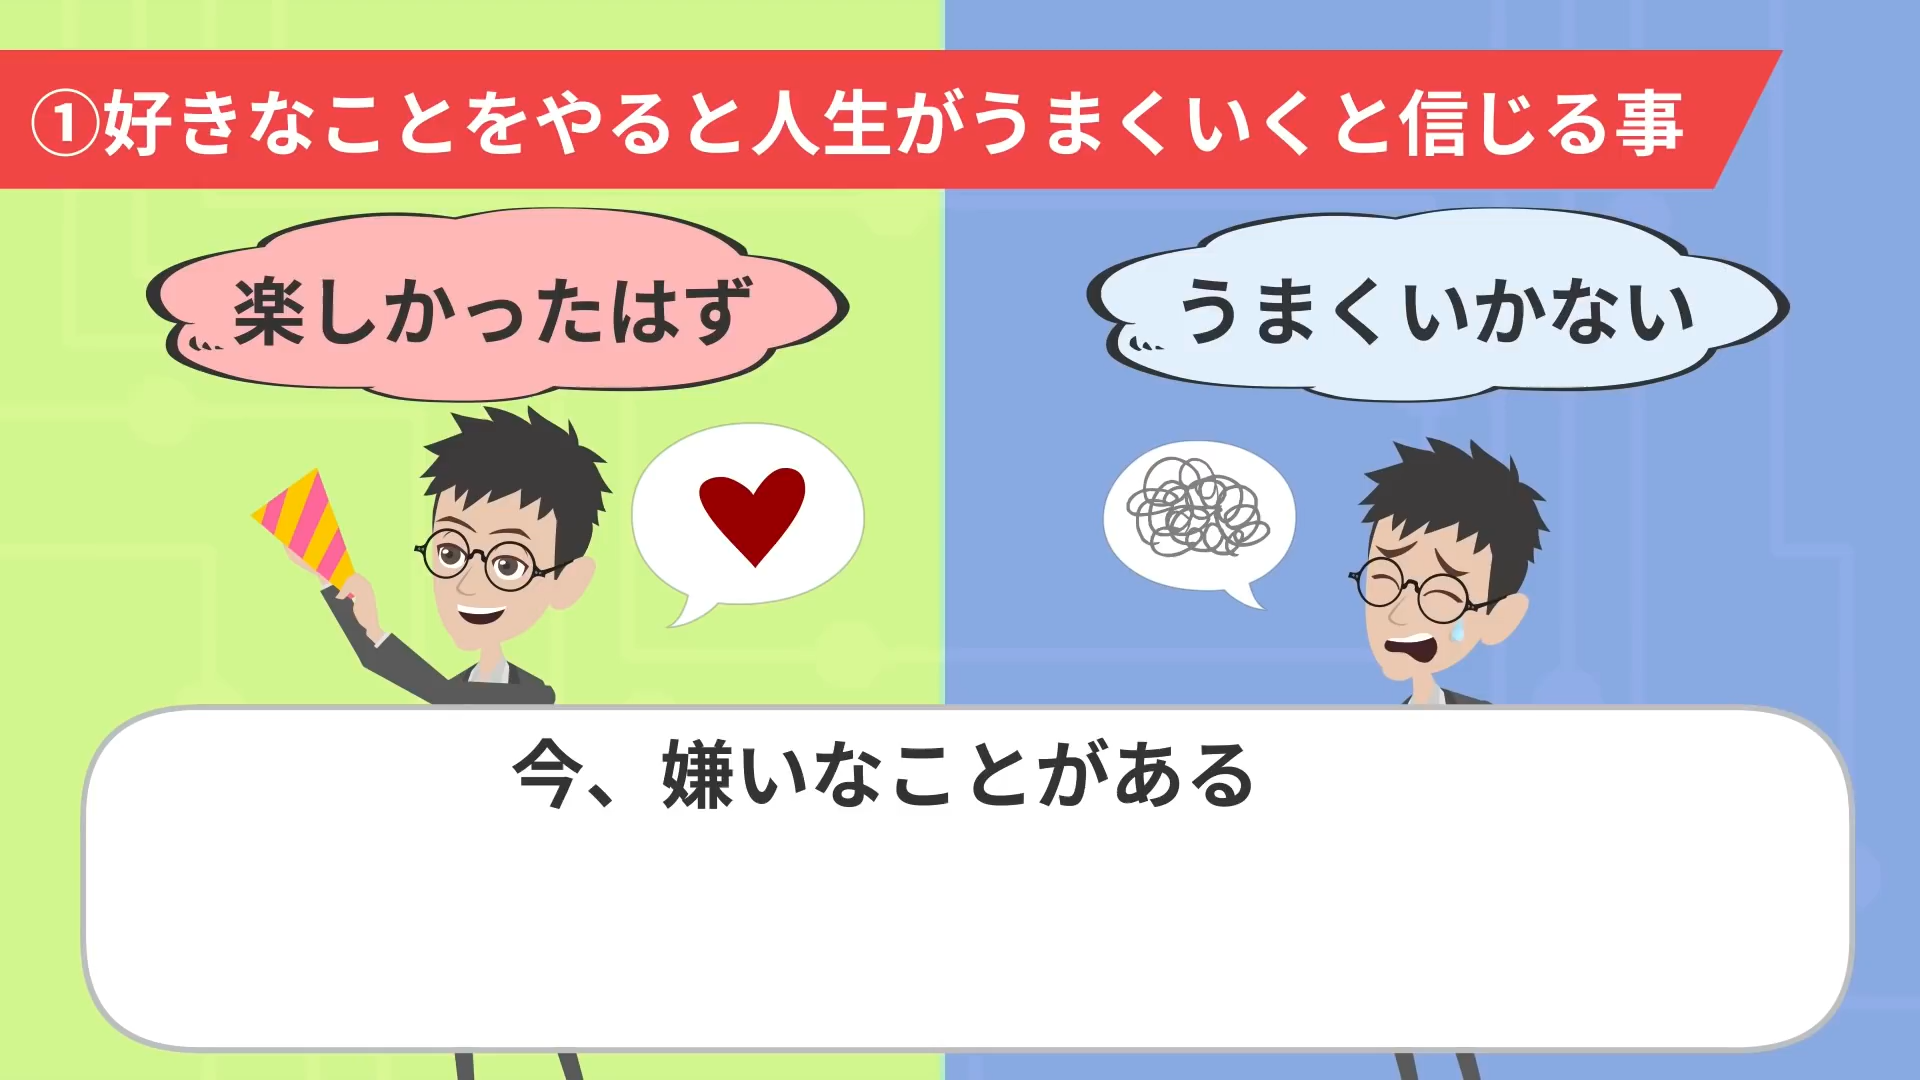 ①好きなことをやると人生がうまくいくと信じる事
楽しかったはず
うまくいかない
今、嫌いなことがある